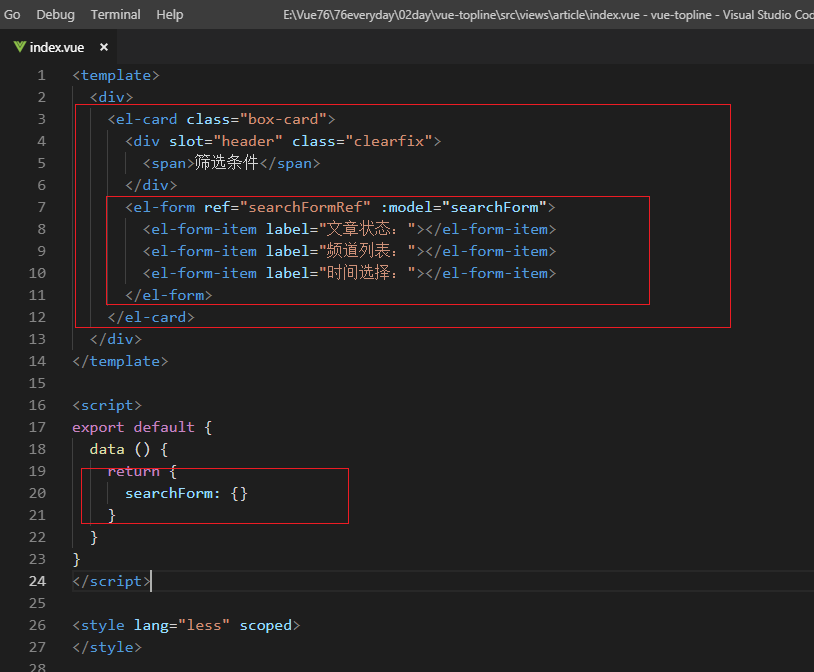 Go Debug Terminal Help E:\Vue76\76everyday\02day\vue-topline\src\views\article\index.vue - vue-topline - Visual Studio Cod
index.vue ×
1 <template>
2 <div>
3 <el-card class="box-card">
4 <div slot="header" class="clearfix">
5 <span>筛选条件</span>
6 </div>
7 <el-form ref="searchFormRef" :model="searchForm">
8 <el-form-item label="文章状态："></el-form-item>
9 <el-form-item label="频道列表："></el-form-item>
10 <el-form-item label="时间选择："></el-form-item>
11 </el-form>
12 </el-card>
13 </div>
14 </template>
15
16 <script>
17 export default {
18 data () {
19 return {
20 searchForm: {}
21 }
22 }
23 }
24 </script>
25
26 <style lang="less" scoped>
27 </style>
28